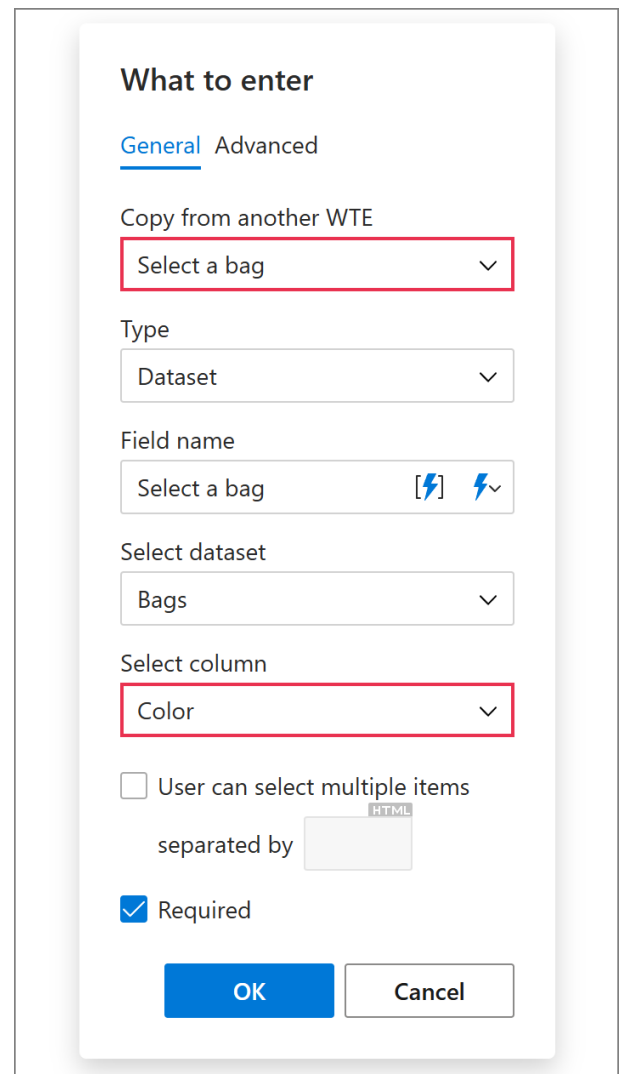 What to enter
General Advanced
Copy from another WTE
Select a bag
Type
Dataset
Field name
Select a bag
Select dataset
Bags
Select column
Color
User can select multiple items
HTML
separated by
Required
OK Cancel